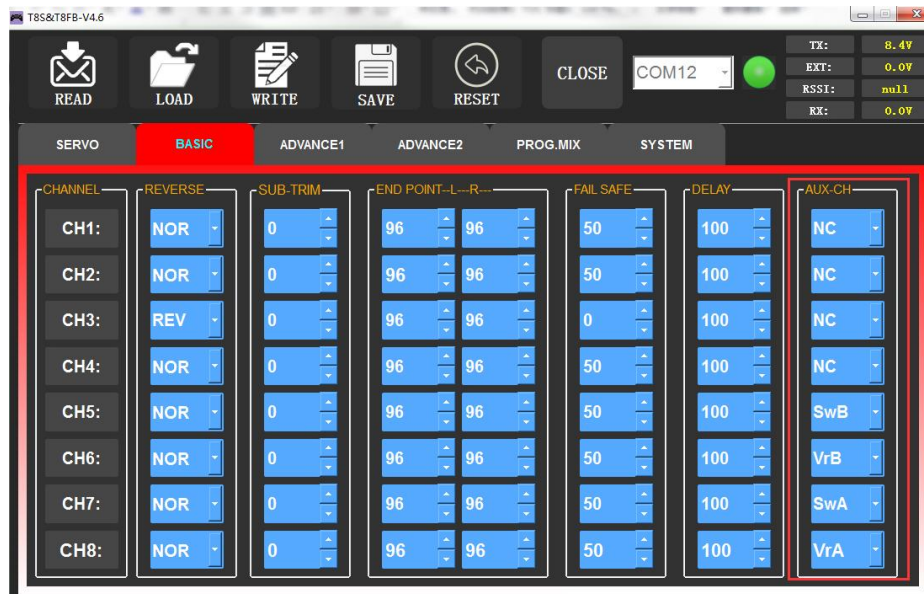 T8S&T8FB-V4.6
READ LOAD WRITE SAVE RESET CLOSE COM12
TX: 8.4V
EXT: 0.0V
RSSI: null
RX: 0.0V
SERVO BASIC ADVANCE1 ADVANCE2 PROG.MIX SYSTEM
CHANNEL REVERSE SUB-TRIM END POINT--L---R--- FAIL SAFE DELAY AUX-CH
CH1: NOR 0 96 96 50 100 NC
CH2: NOR 0 96 96 50 100 NC
CH3: REV 0 96 96 0 100 NC
CH4: NOR 0 96 96 50 100 NC
CH5: NOR 0 96 96 50 100 SwB
CH6: NOR 0 96 96 50 100 VrB
CH7: NOR 0 96 96 50 100 SwA
CH8: NOR 0 96 96 50 100 VrA